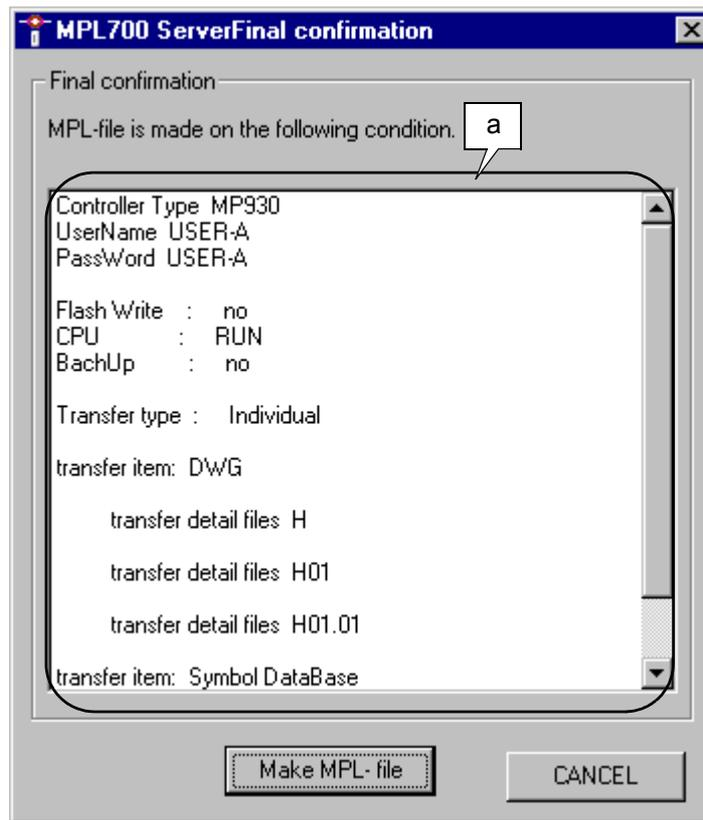 MPL700 ServerFinal confirmation
Final confirmation
MPL-file is made on the following condition.
a
Controller Type MP930
UserName USER-A
PassWord USER-A
Flash Write : no
CPU : RUN
BachUp : no
Transfer type : Individual
transfer item: DWG
transfer detail files H
transfer detail files H01
transfer detail files H01.01
transfer item: Symbol DataBase
Make MPL- file
CANCEL